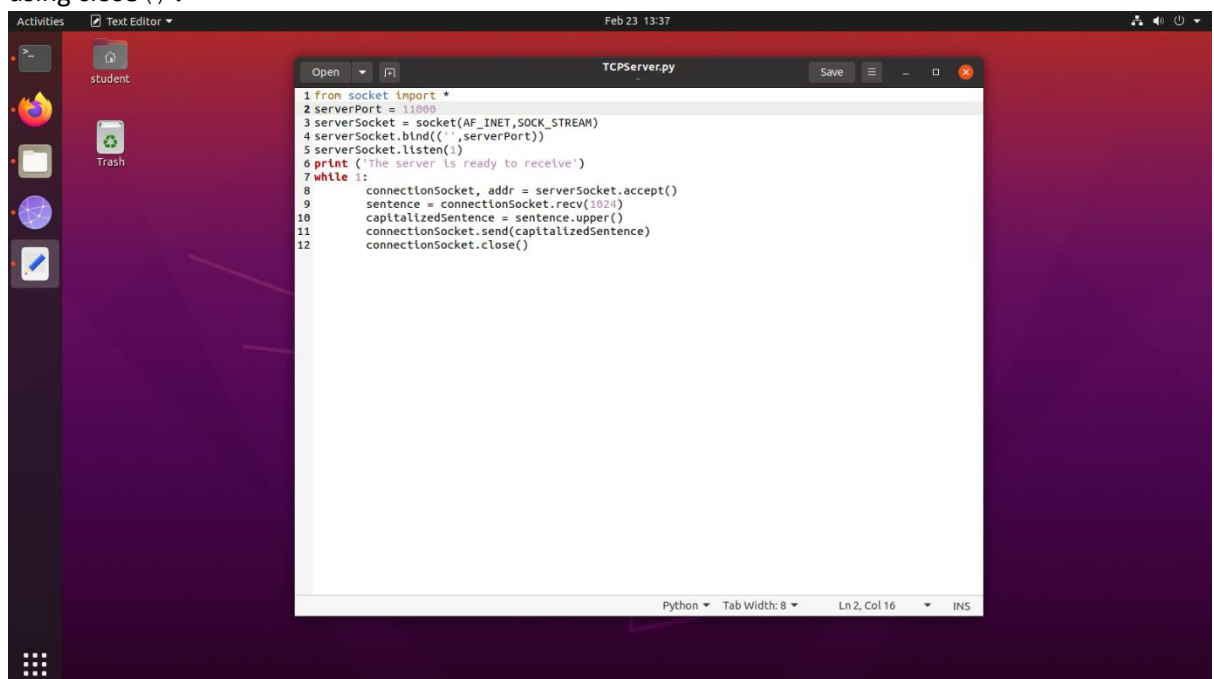 using close () .
Activities Text Editor Feb 23 13:37
student
Trash
Open TCPServer.py Save
1 from socket import *
2 serverPort = 11000
3 serverSocket = socket(AF_INET,SOCK_STREAM)
4 serverSocket.bind(('',serverPort))
5 serverSocket.listen(1)
6 print ('The server is ready to receive')
7 while 1:
8 connectionSocket, addr = serverSocket.accept()
9 sentence = connectionSocket.recv(1024)
10 capitalizedSentence = sentence.upper()
11 connectionSocket.send(capitalizedSentence)
12 connectionSocket.close()
Python Tab Width: 8 Ln 2, Col 16 INS